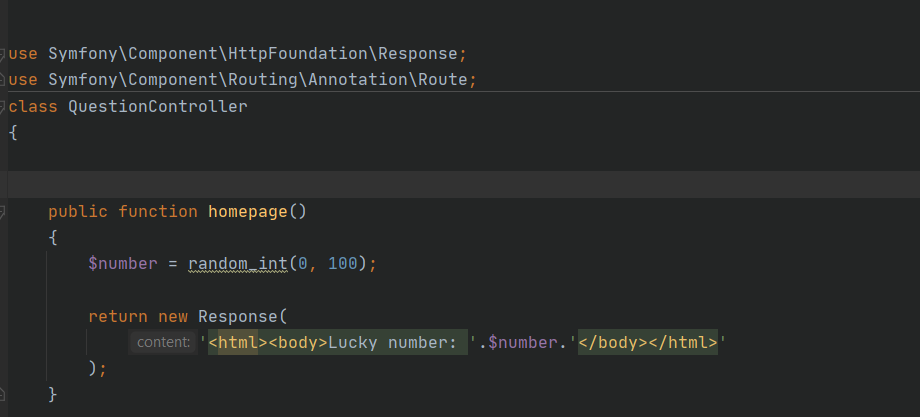 use Symfony\Component\HttpFoundation\Response;
use Symfony\Component\Routing\Annotation\Route;
class QuestionController
{
public function homepage()
{
$number = random_int(0, 100);
return new Response(
content: '<html><body>Lucky number: '.$number.'</body></html>'
);
}